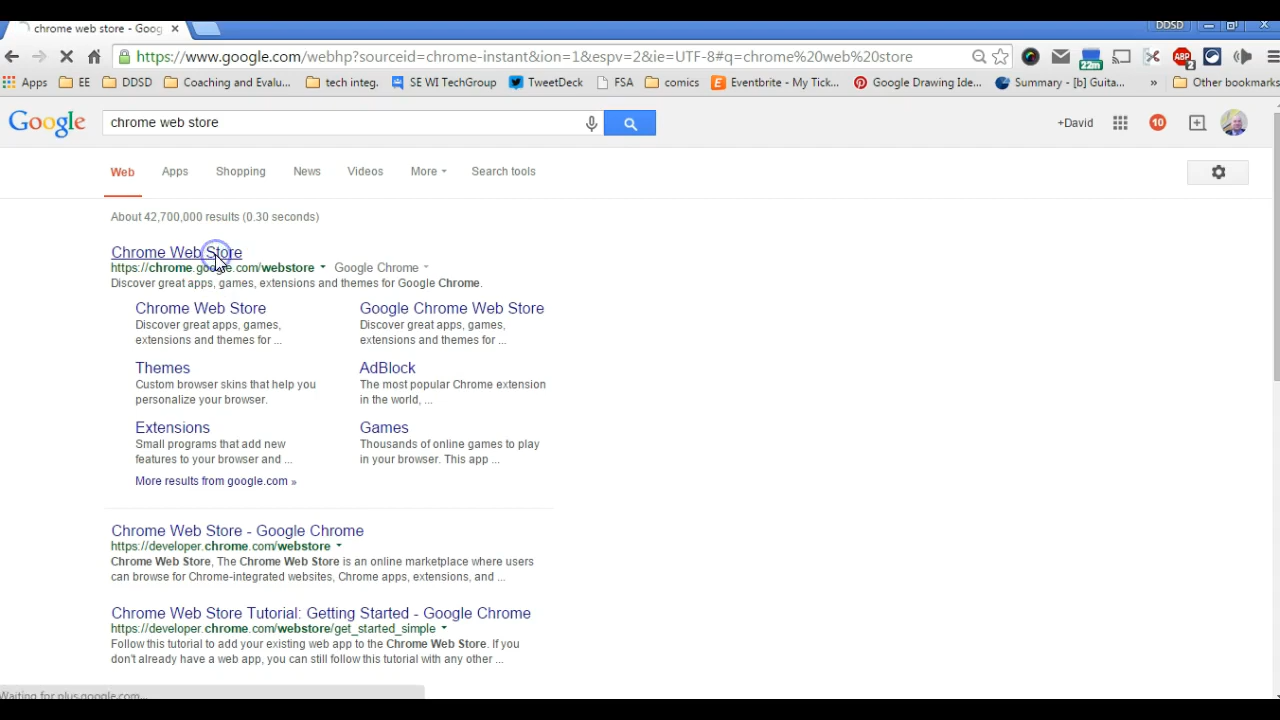 chrome web store - Goog
DDSD
https://www.google.com/webhp?sourceid=chrome-instant&ion=1&espv=2&ie=UTF-8#q=chrome%20web%20store
ABP
22m
2
Apps
EE
DDSD
Coaching and Evalu...
tech integ.
SE WI TechGroup
TweetDeck
FSA
comics
Eventbrite - My Tick...
Google Drawing Ide...
Summary - [b] Guita...
»
Other bookmarks
Google
chrome web store
+David
10
Web
Apps
Shopping
News
Videos
More
Search tools
About 42,700,000 results (0.30 seconds)
Chrome Web Store
https://chrome.google.com/webstore Google Chrome
Discover great apps, games, extensions and themes for Google Chrome.
Chrome Web Store
Discover great apps, games,
extensions and themes for ...
Google Chrome Web Store
Discover great apps, games,
extensions and themes for ...
Themes
Custom browser skins that help you
personalize your browser.
AdBlock
The most popular Chrome extension
in the world, ...
Extensions
Small programs that add new
features to your browser and ...
Games
Thousands of online games to play
in your browser. This app ...
More results from google.com »
Chrome Web Store - Google Chrome
https://developer.chrome.com/webstore
Chrome Web Store, The Chrome Web Store is an online marketplace where users
can browse for Chrome-integrated websites, Chrome apps, extensions, and ...
Chrome Web Store Tutorial: Getting Started - Google Chrome
https://developer.chrome.com/webstore/get_started_simple
Follow this tutorial to add your existing web app to the Chrome Web Store. If you
don't already have a web app, you can still follow this tutorial with any other ...
Waiting for plus.google.com...